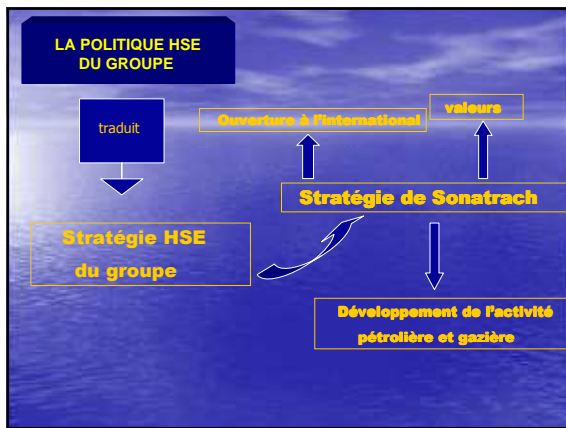 LA POLITIQUE HSE
DU GROUPE
traduit
Ouverture à l'international
valeurs
Stratégie de Sonatrach
Stratégie HSE
du groupe
Développement de l'activité
pétrolière et gazière